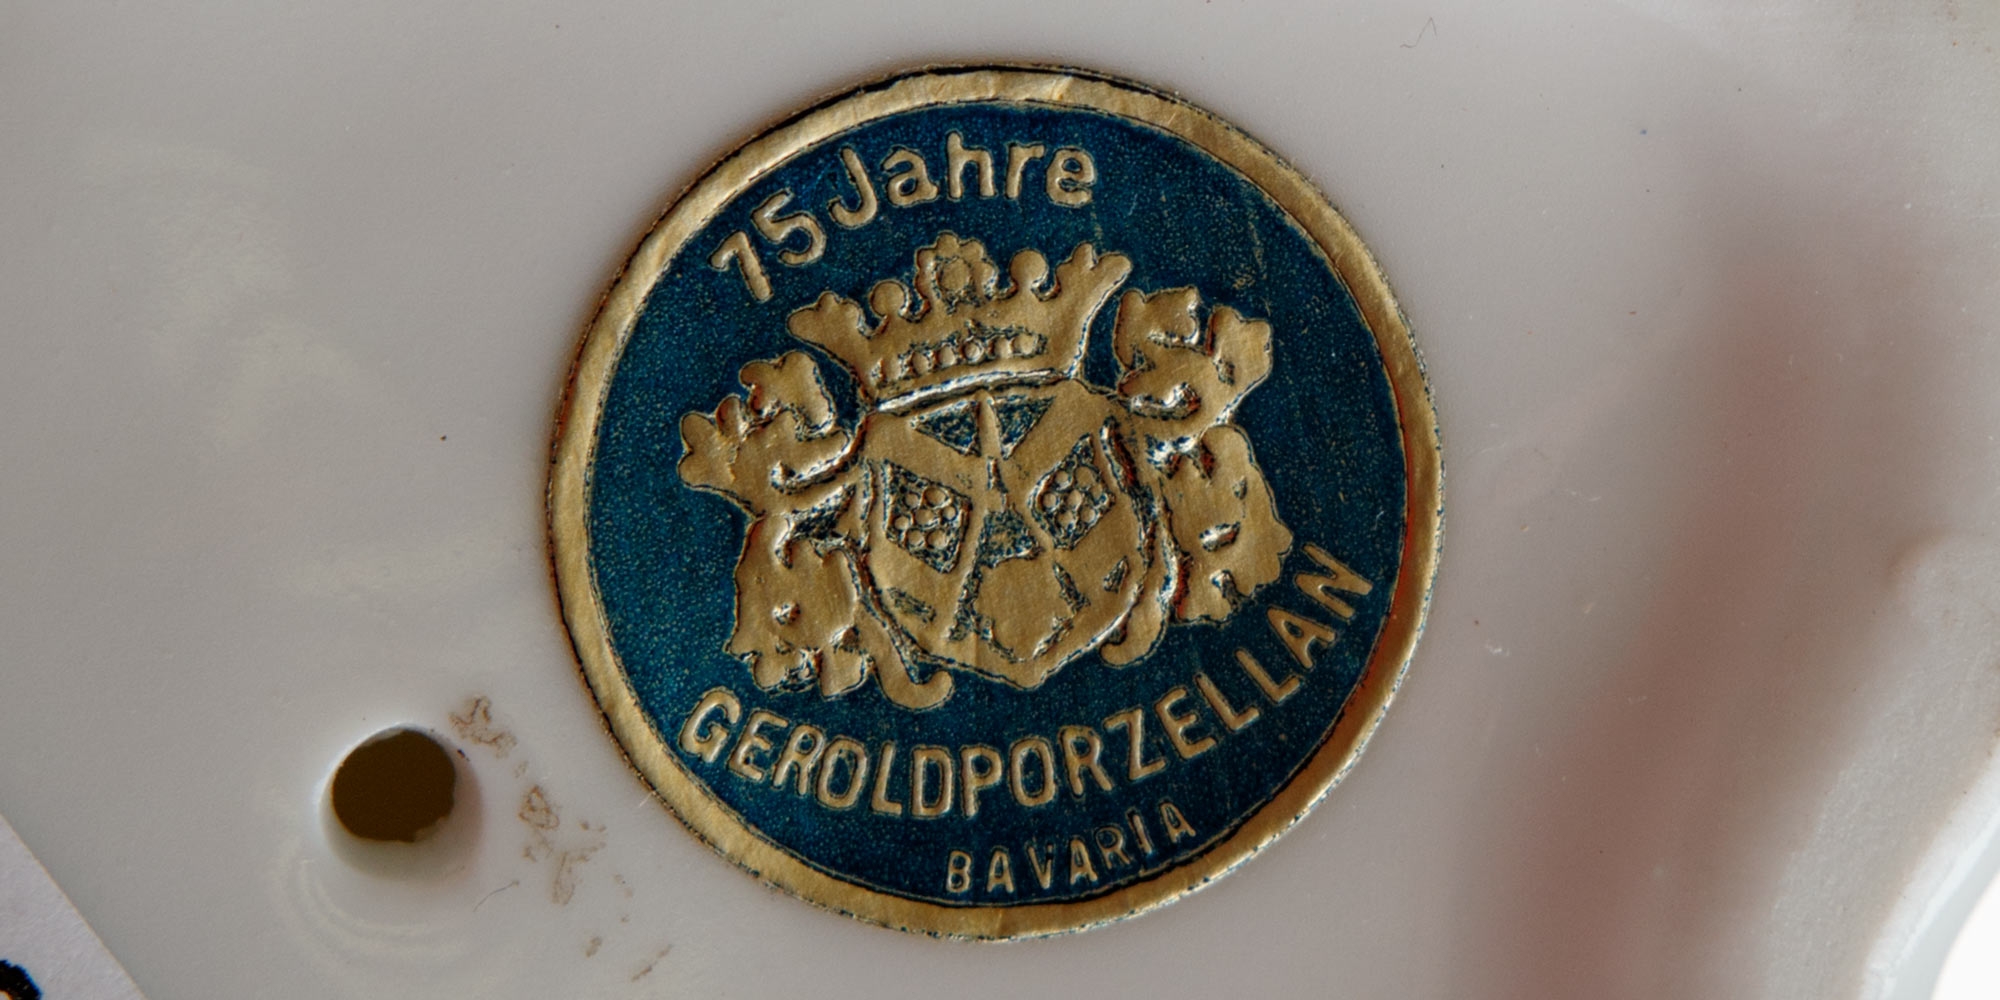 75 Jahre
GEROLDPORZELLAN
BAVARIA